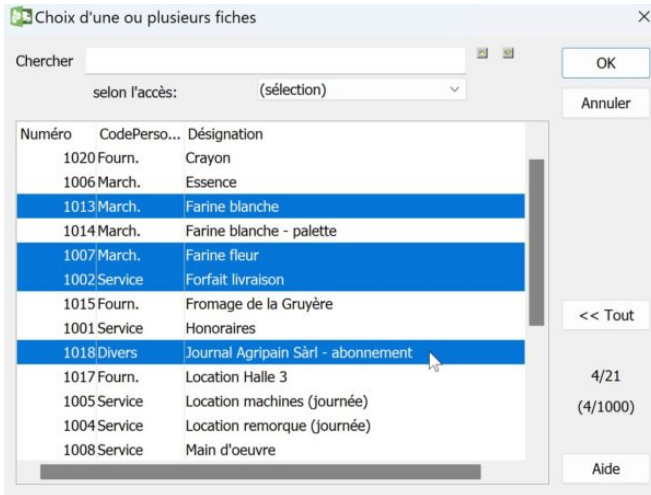 Choix d'une ou plusieurs fiches
Chercher
OK
selon l'accès: (sélection)
Annuler
Numéro CodePerso... Désignation
1020 Fourn. Crayon
1006 March. Essence
1013 March. Farine blanche
1014 March. Farine blanche - palette
1007 March. Farine fleur
1002 Service Forfait livraison
1015 Fourn. Fromage de la Gruyère
<< Tout
1001 Service Honoraires
1018 Divers Journal Agripain Sàrl - abonnement
1017 Fourn. Location Halle 3
4/21
1005 Service Location machines (journée)
(4/1000)
1004 Service Location remorque (journée)
1008 Service Main d'oeuvre
Aide